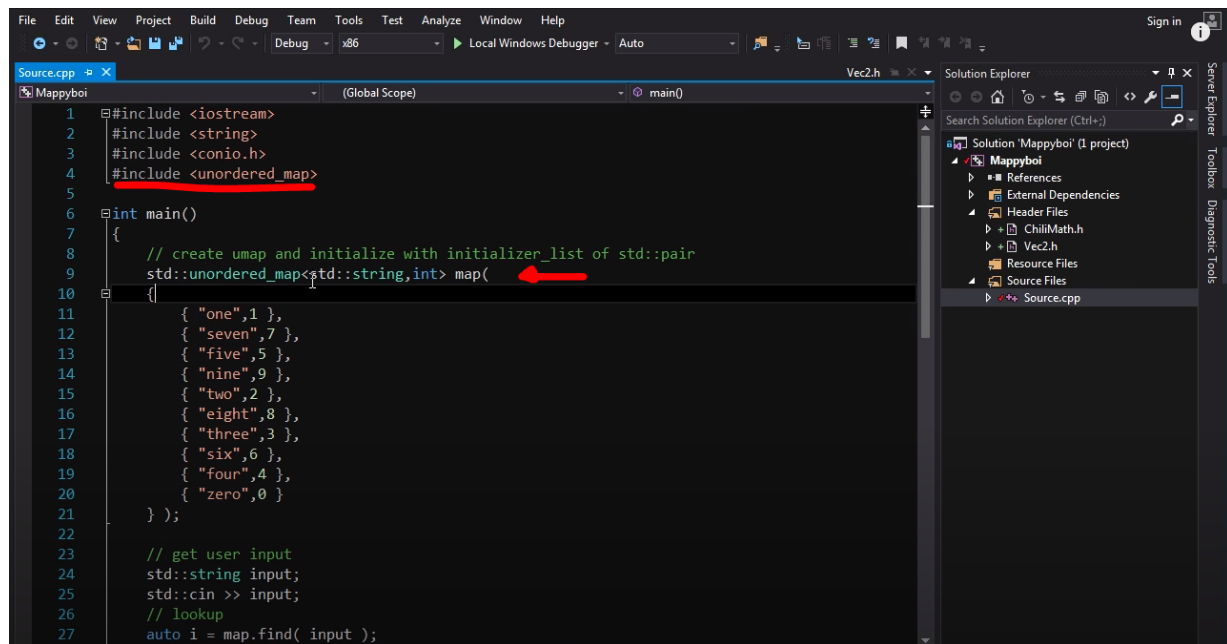 File Edit View Project Build Debug Team Tools Test Analyze Window Help Sign in
Debug x86 Local Windows Debugger Auto
Source.cpp Vec2.h
Mappyboi (Global Scope) main()
1 #include <iostream>
2 #include <string>
3 #include <conio.h>
4 #include <unordered_map>
5
6 int main()
7 {
8 // create umap and initialize with initializer_list of std::pair
9 std::unordered_map<std::string,int> map(
10 {
11 { "one",1 },
12 { "seven",7 },
13 { "five",5 },
14 { "nine",9 },
15 { "two",2 },
16 { "eight",8 },
17 { "three",3 },
18 { "six",6 },
19 { "four",4 },
20 { "zero",0 }
21 } );
22
23 // get user input
24 std::string input;
25 std::cin >> input;
26 // lookup
27 auto i = map.find( input );
Solution Explorer
Search Solution Explorer (Ctrl+;)
Solution 'Mappyboi' (1 project)
Mappyboi
References
External Dependencies
Header Files
ChiliMath.h
Vec2.h
Resource Files
Source Files
Source.cpp
Server Explorer
Toolbox
Diagnostic Tools